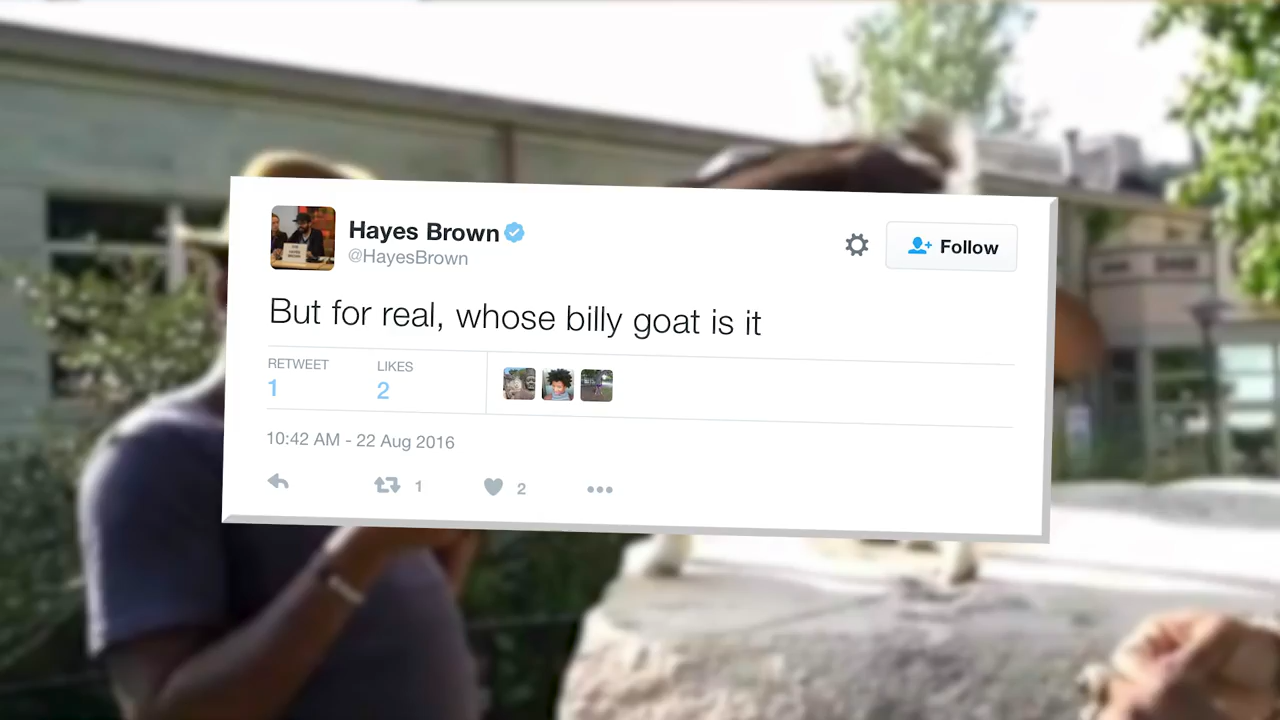 Hayes Brown
@HayesBrown
Follow
But for real, whose billy goat is it
RETWEET
1
LIKES
2
10:42 AM - 22 Aug 2016
1
2